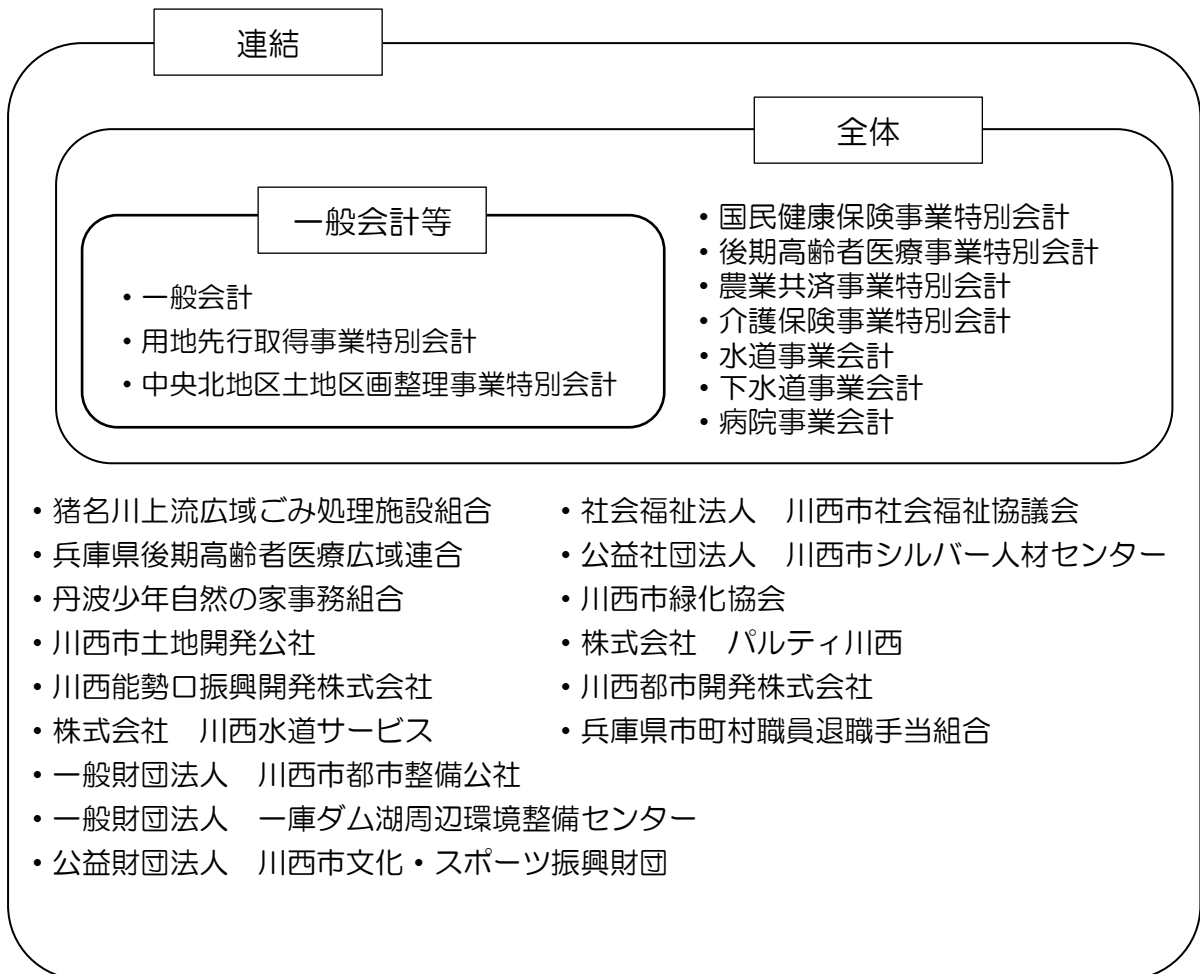 連結
全体
一般会計等
・一般会計
・用地先行取得事業特別会計
・中央北地区土地区画整理事業特別会計
・国民健康保険事業特別会計
・後期高齢者医療事業特別会計
・農業共済事業特別会計
・介護保険事業特別会計
・水道事業会計
・下水道事業会計
・病院事業会計
・猪名川上流広域ごみ処理施設組合
・兵庫県後期高齢者医療広域連合
・丹波少年自然の家事務組合
・川西市土地開発公社
・川西能勢口振興開発株式会社
・株式会社　川西水道サービス
・一般財団法人　川西市都市整備公社
・一般財団法人　一庫ダム湖周辺環境整備センター
・公益財団法人　川西市文化・スポーツ振興財団
・社会福祉法人　川西市社会福祉協議会
・公益社団法人　川西市シルバー人材センター
・川西市緑化協会
・株式会社　パルティ川西
・川西都市開発株式会社
・兵庫県市町村職員退職手当組合